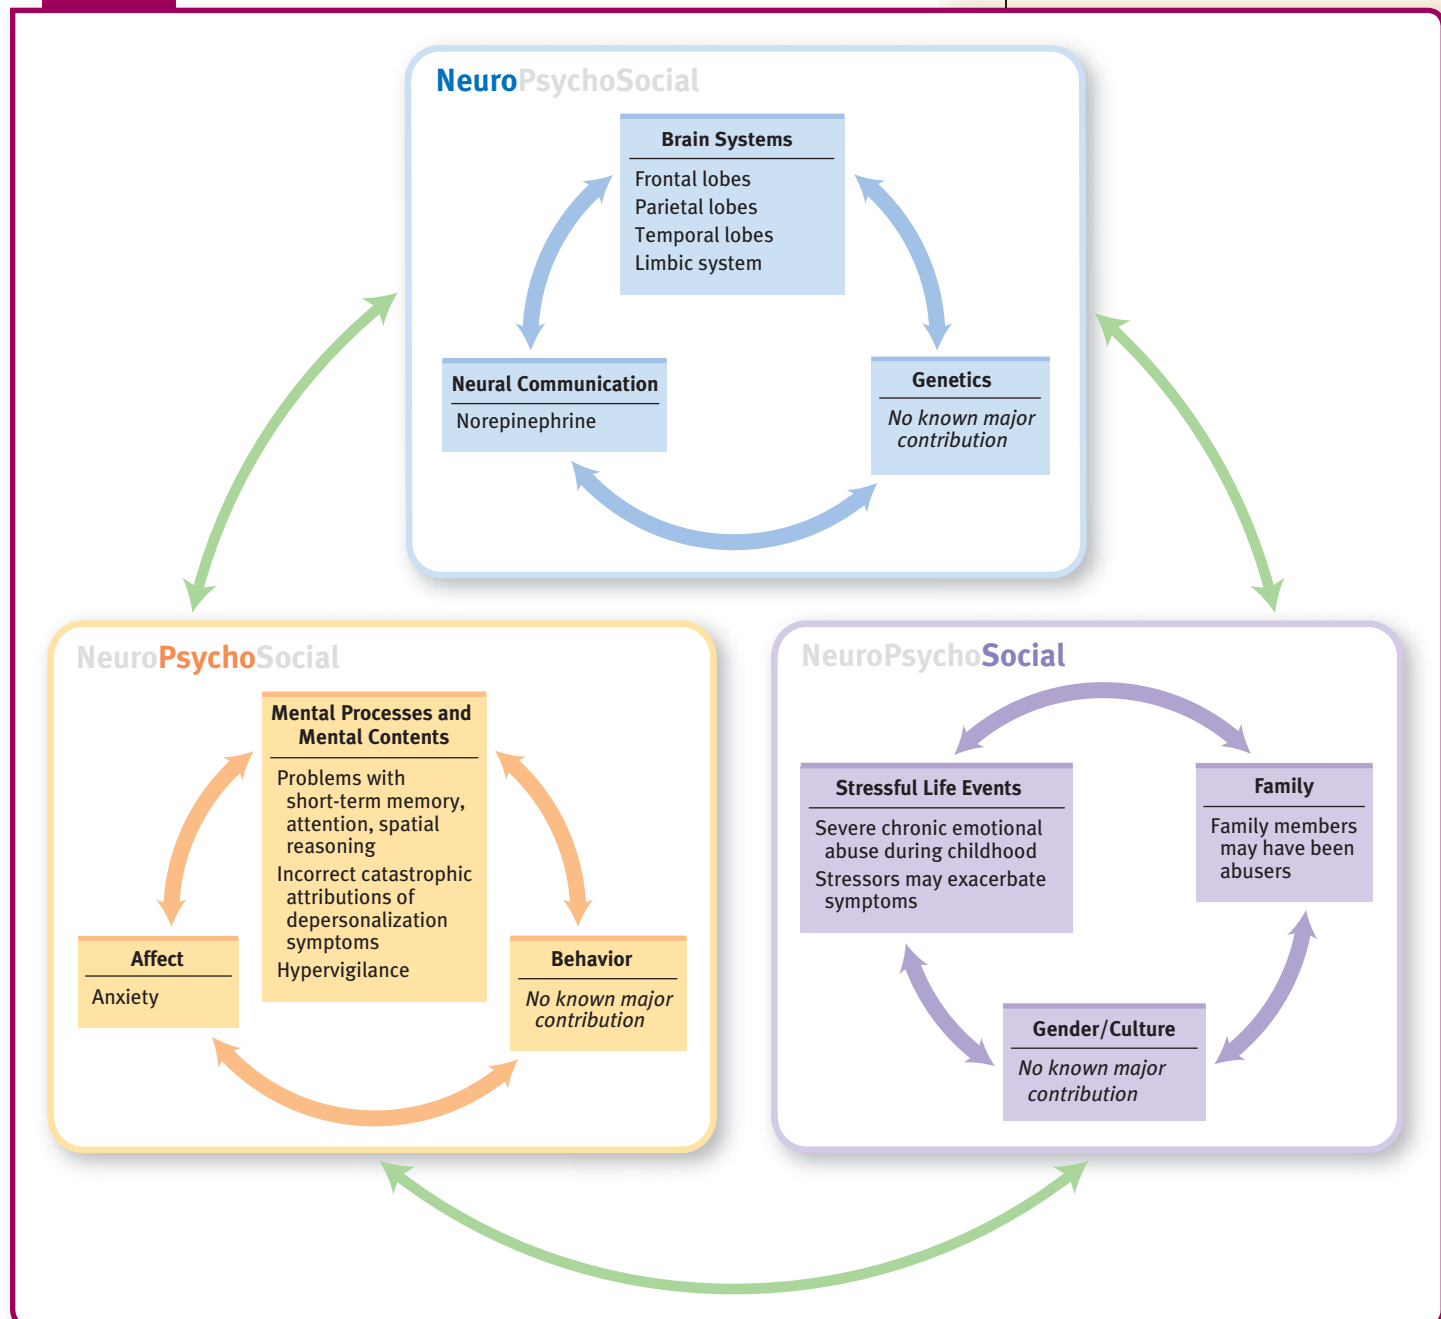 NeuroPsychoSocial
Brain Systems
Frontal lobes
Parietal lobes
Temporal lobes
Limbic system
Neural Communication
Norepinephrine
Genetics
No known major
contribution
NeuroPsychoSocial
Mental Processes and
Mental Contents
Problems with
short-term memory,
attention, spatial
reasoning
Incorrect catastrophic
attributions of
depersonalization
symptoms
Hypervigilance
Affect
Anxiety
Behavior
No known major
contribution
NeuroPsychoSocial
Stressful Life Events
Severe chronic emotional
abuse during childhood
Stressors may exacerbate
symptoms
Family
Family members
may have been
abusers
Gender/Culture
No known major
contribution